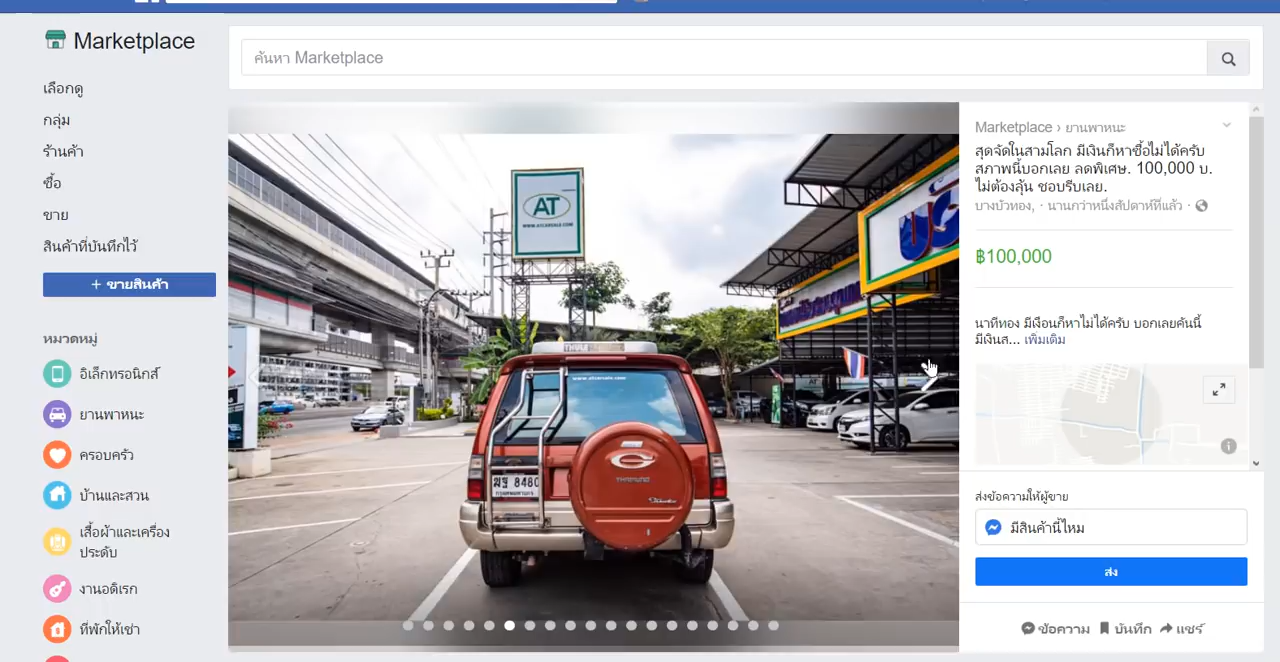 Marketplace
ค้นหา Marketplace
เลือกดู
กลุ่ม
ร้านค้า
ซื้อ
ขาย
สินค้าที่บันทึกไว้
+ ขายสินค้า
หมวดหมู่
อิเล็กทรอนิกส์
ยานพาหนะ
ครอบครัว
บ้านและสวน
เสื้อผ้าและเครื่อง
ประดับ
งานอดิเรก
ที่พักให้เช่า
AT
WWW.ATCARSALE.COM
www.atcarsale.com
AT
THAIRUNG
Marketplace › ยานพาหนะ
สุดจัดในสามโลก มีเงินก็หาซื้อไม่ได้ครับ
สภาพนี้บอกเลย ลดพิเศษ. 100,000 บ.
ไม่ต้องลุ้น ชอบรีบเลย.
บางบัวทอง, · นานกว่าหนึ่งสัปดาห์ที่แล้ว ·
฿100,000
นาทีทอง มีเงือนก็หาไม่ได้ครับ บอกเลยคันนี้
มีเงินส... เพิ่มเติม
ส่งข้อความให้ผู้ขาย
มีสินค้านี้ไหม
ส่ง
ข้อความ บันทึก แชร์